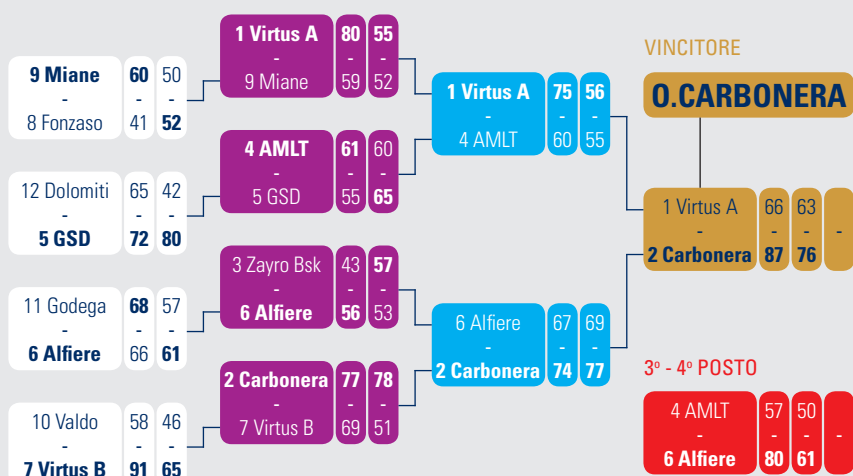 9 Miane 60 50
- - -
8 Fonzaso 41 52
12 Dolomiti 65 42
- - -
5 GSD 72 80
11 Godega 68 57
- - -
6 Alfiere 66 61
10 Valdo 58 46
- - -
7 Virtus B 91 65
1 Virtus A 80 55
- - -
9 Miane 59 52
4 AMLT 61 60
- - -
5 GSD 55 65
3 Zayro Bsk 43 57
- - -
6 Alfiere 56 53
2 Carbonera 77 78
- - -
7 Virtus B 69 51
1 Virtus A 75 56
- - -
4 AMLT 60 55
6 Alfiere 67 69
- - -
2 Carbonera 74 77
VINCITORE
O.CARBONERA
1 Virtus A 66 63
- - - -
2 Carbonera 87 76
3º - 4º POSTO
4 AMLT 57 50
- - - -
6 Alfiere 80 61